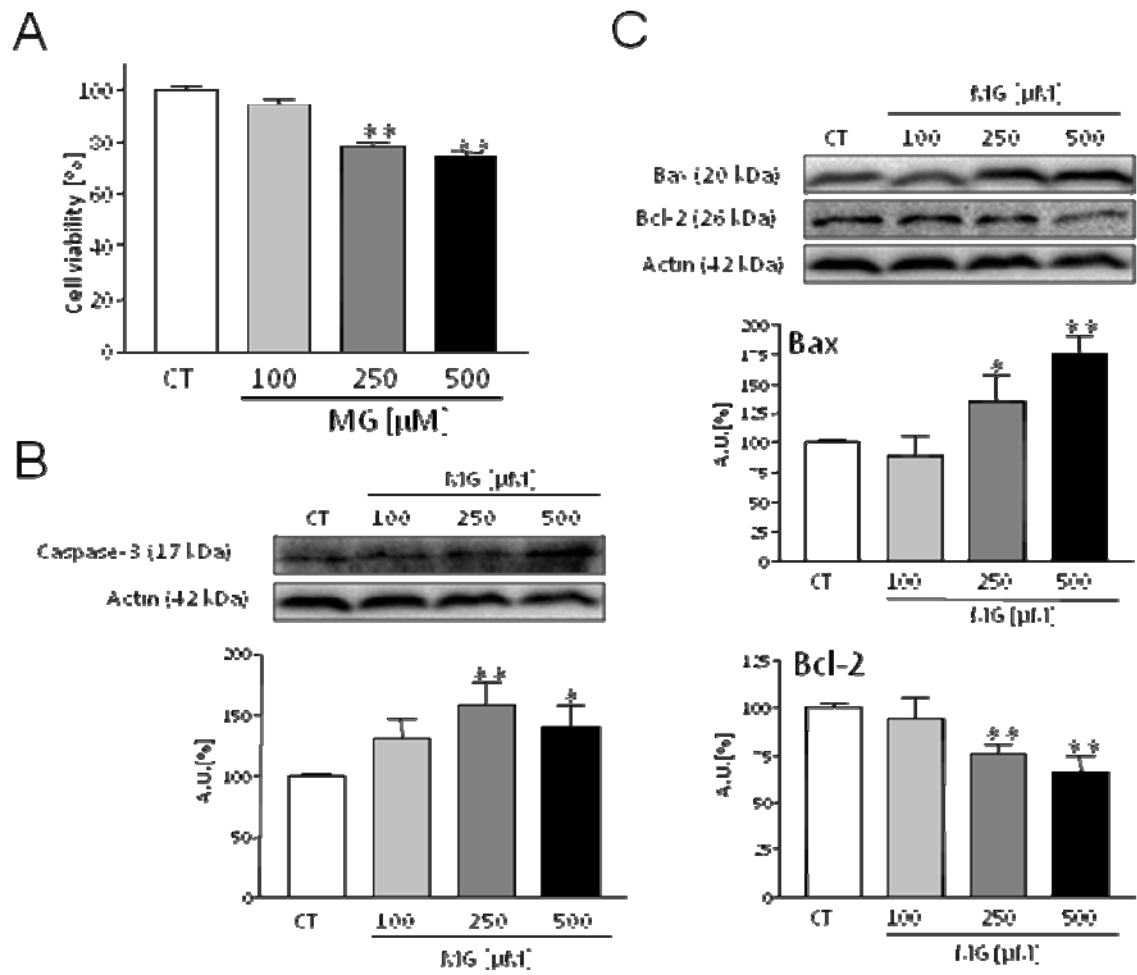 A
Cell viability [%]
100
80
60
40
20
0
**
**
CT 100 250 500
MG [µM]
B
MG [µM]
CT 100 250 500
Caspase-3 (17 kDa)
Actin (42 kDa)
A.U.[%]
200
150
100
50
0
**
*
CT 100 250 500
MG [µM]
C
MG [µM]
CT 100 250 500
Bax (20 kDa)
Bcl-2 (26 kDa)
Actin (42 kDa)
Bax
A.U.[%]
200
175
150
125
100
75
50
25
0
*
**
CT 100 250 500
MG [µM]
Bcl-2
A.U.[%]
125
100
75
50
25
0
**
**
CT 100 250 500
MG [µM]